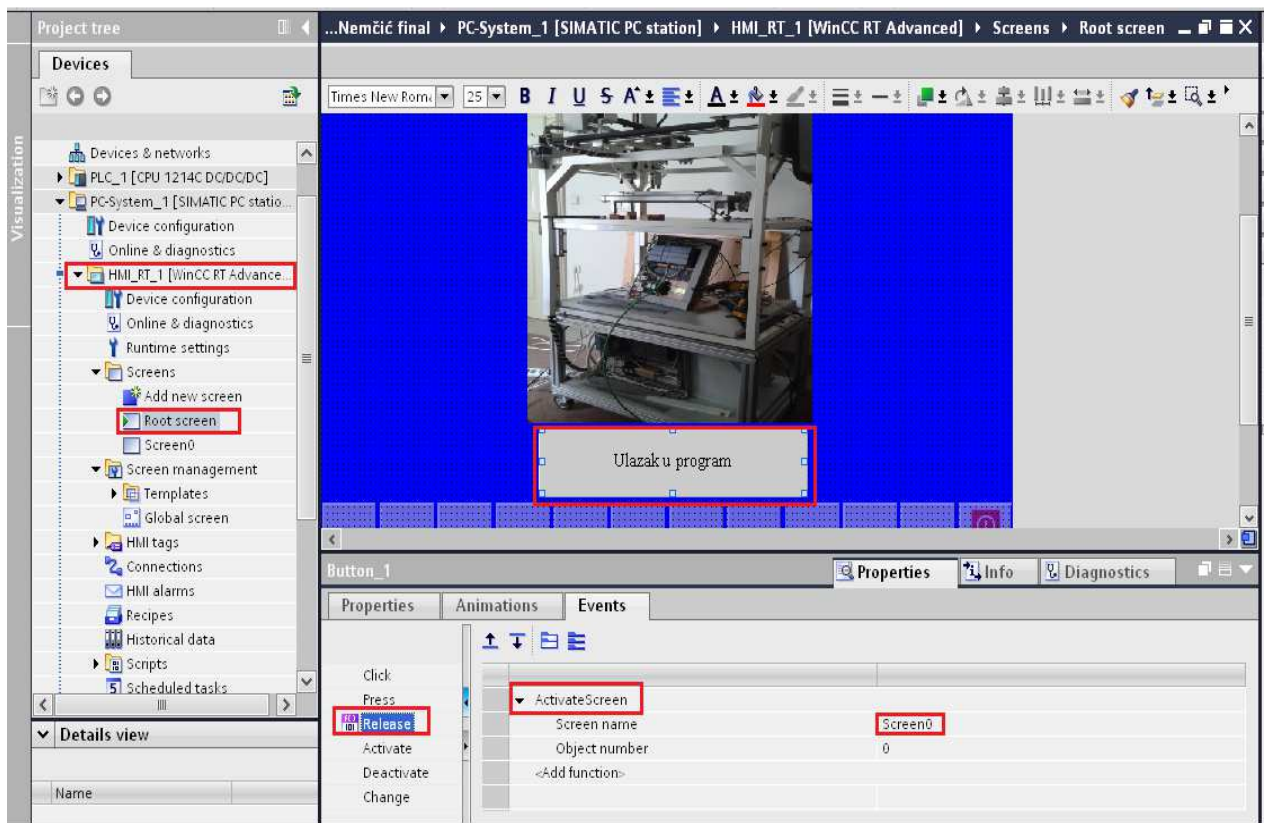 Project tree
...Nemčić final ▸ PC-System_1 [SIMATIC PC station] ▸ HMI_RT_1 [WinCC RT Advanced] ▸ Screens ▸ Root screen
Devices
Times New Roma 25 B I U S A A
Visualization
Devices & networks
PLC_1 [CPU 1214C DC/DC/DC]
PC-System_1 [SIMATIC PC statio...
Device configuration
Online & diagnostics
HMI_RT_1 [WinCC RT Advance...
Device configuration
Online & diagnostics
Runtime settings
Screens
Add new screen
Root screen
Screen0
Screen management
Templates
Global screen
HMI tags
Connections
HMI alarms
Recipes
Historical data
Scripts
Scheduled tasks
Details view
Name
Ulazak u program
Button_1
Properties Info Diagnostics
Properties Animations Events
Click
Press
Release
Activate
Deactivate
Change
ActivateScreen
Screen name Screen0
Object number 0
<Add function>